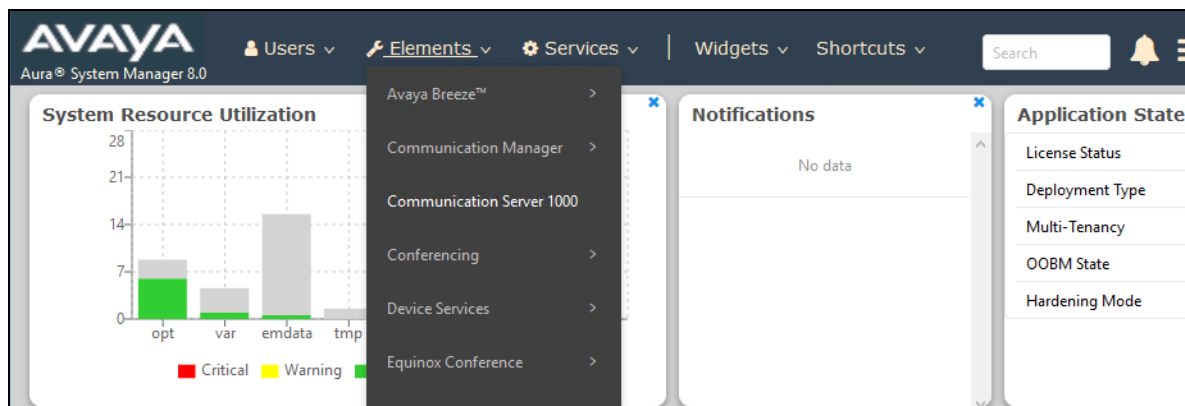 AVAYA
Aura® System Manager 8.0
Users
Elements
Services
Widgets
Shortcuts
Search
System Resource Utilization
28
21
14
7
0
opt
var
emdata
tmp
Critical
Warning
Avaya Breeze™
Communication Manager
Communication Server 1000
Conferencing
Device Services
Equinox Conference
Notifications
No data
Application State
License Status
Deployment Type
Multi-Tenancy
OOBM State
Hardening Mode